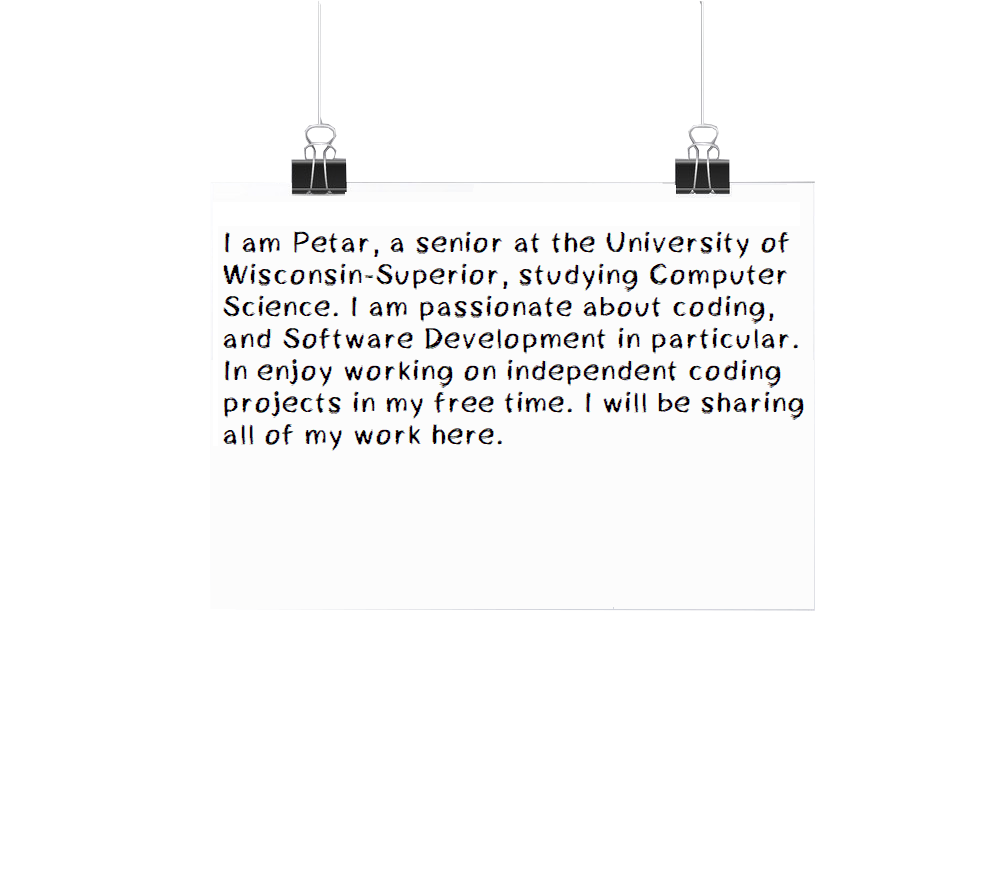 I am Petar, a senior at the University of
Wisconsin-Superior, studying Computer
Science. I am passionate about coding,
and Software Development in particular.
In enjoy working on independent coding
projects in my free time. I will be sharing
all of my work here.